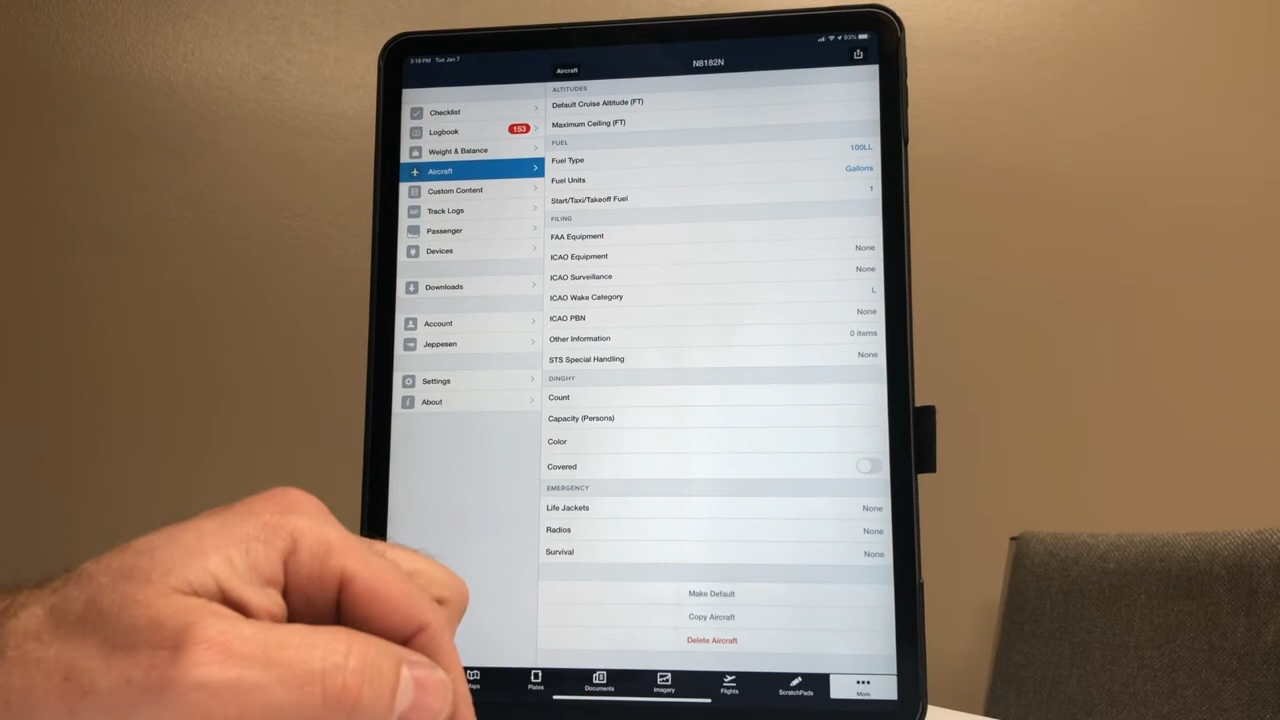 5:19 PM Tue Jan 7
93%
Aircraft
N8182N
Checklist
Logbook 153
Weight & Balance
Aircraft
Custom Content
Track Logs
Passenger
Devices
Downloads
Account
Jeppesen
Settings
About
ALTITUDES
Default Cruise Altitude (FT)
Maximum Ceiling (FT)
FUEL
Fuel Type 100LL
Fuel Units Gallons
Start/Taxi/Takeoff Fuel 1
FILING
FAA Equipment
ICAO Equipment None
ICAO Surveillance None
ICAO Wake Category L
ICAO PBN None
Other Information 0 items
STS Special Handling None
DINGHY
Count
Capacity (Persons)
Color
Covered
EMERGENCY
Life Jackets None
Radios None
Survival None
Make Default
Copy Aircraft
Delete Aircraft
Maps
Plates
Documents
Imagery
Flights
ScratchPads
More